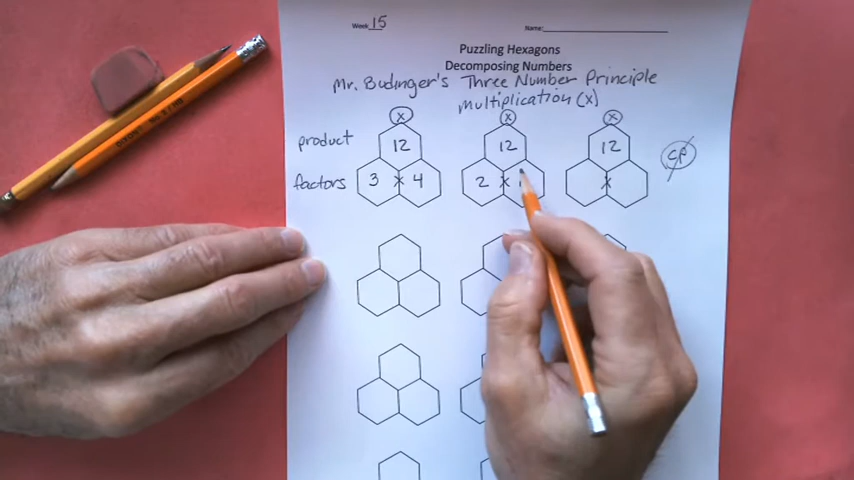 Week 15 Name:
Puzzling Hexagons
Decomposing Numbers
Mr. Budinger's Three Number Principle
Multiplication (x)
x x x
product 12 12 12 CP
factors 3 x 4 2 x x